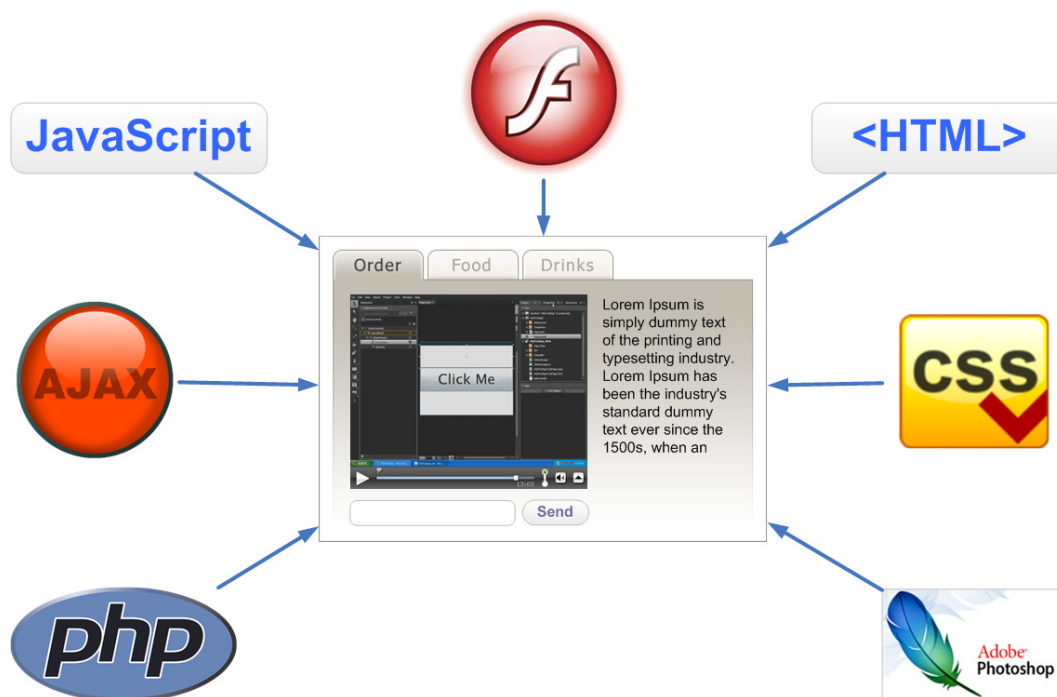 JavaScript
<HTML>
Order
Food
Drinks
Click Me
Lorem Ipsum is
simply dummy text
of the printing and
typesetting industry.
Lorem Ipsum has
been the industry's
standard dummy
text ever since the
1500s, when an
13:02
Send
AJAX
CSS
php
Adobe
Photoshop